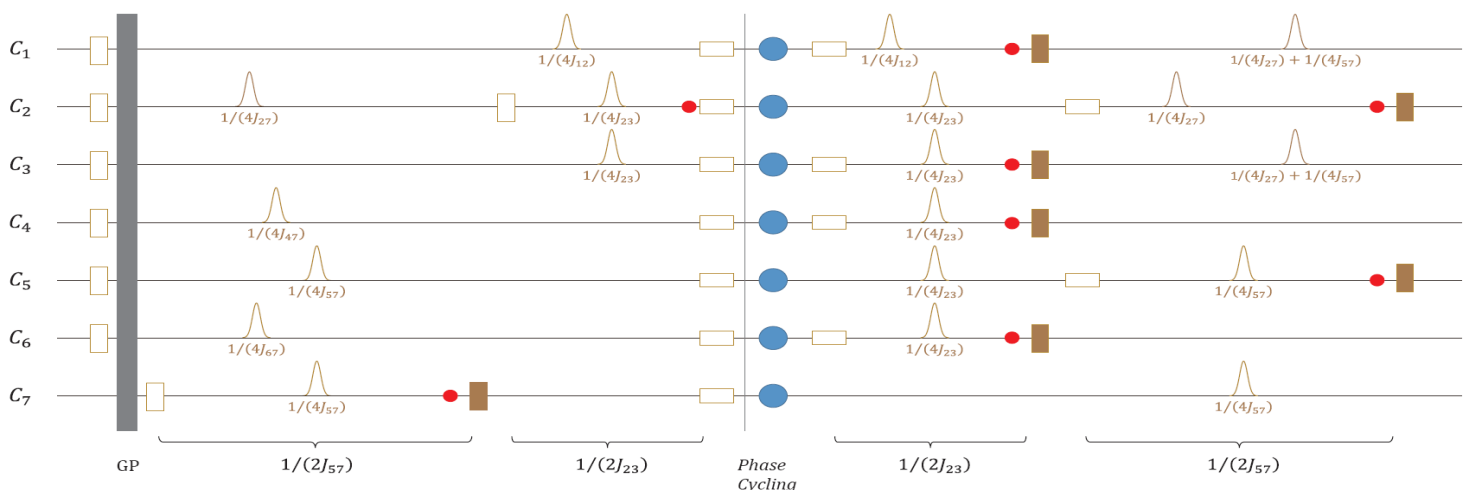 C₁ 1/(4J₁₂) 1/(4J₁₂) 1/(4J₂₇) + 1/(4J₅₇)
C₂ 1/(4J₂₇) 1/(4J₂₃) 1/(4J₂₃) 1/(4J₂₇)
C₃ 1/(4J₂₃) 1/(4J₂₃) 1/(4J₂₇) + 1/(4J₅₇)
C₄ 1/(4J₄₇) 1/(4J₂₃)
C₅ 1/(4J₅₇) 1/(4J₂₃) 1/(4J₅₇)
C₆ 1/(4J₆₇) 1/(4J₂₃)
C₇ 1/(4J₅₇) 1/(4J₅₇)
GP 1/(2J₅₇) 1/(2J₂₃) Phase 1/(2J₂₃) 1/(2J₅₇)
Cycling